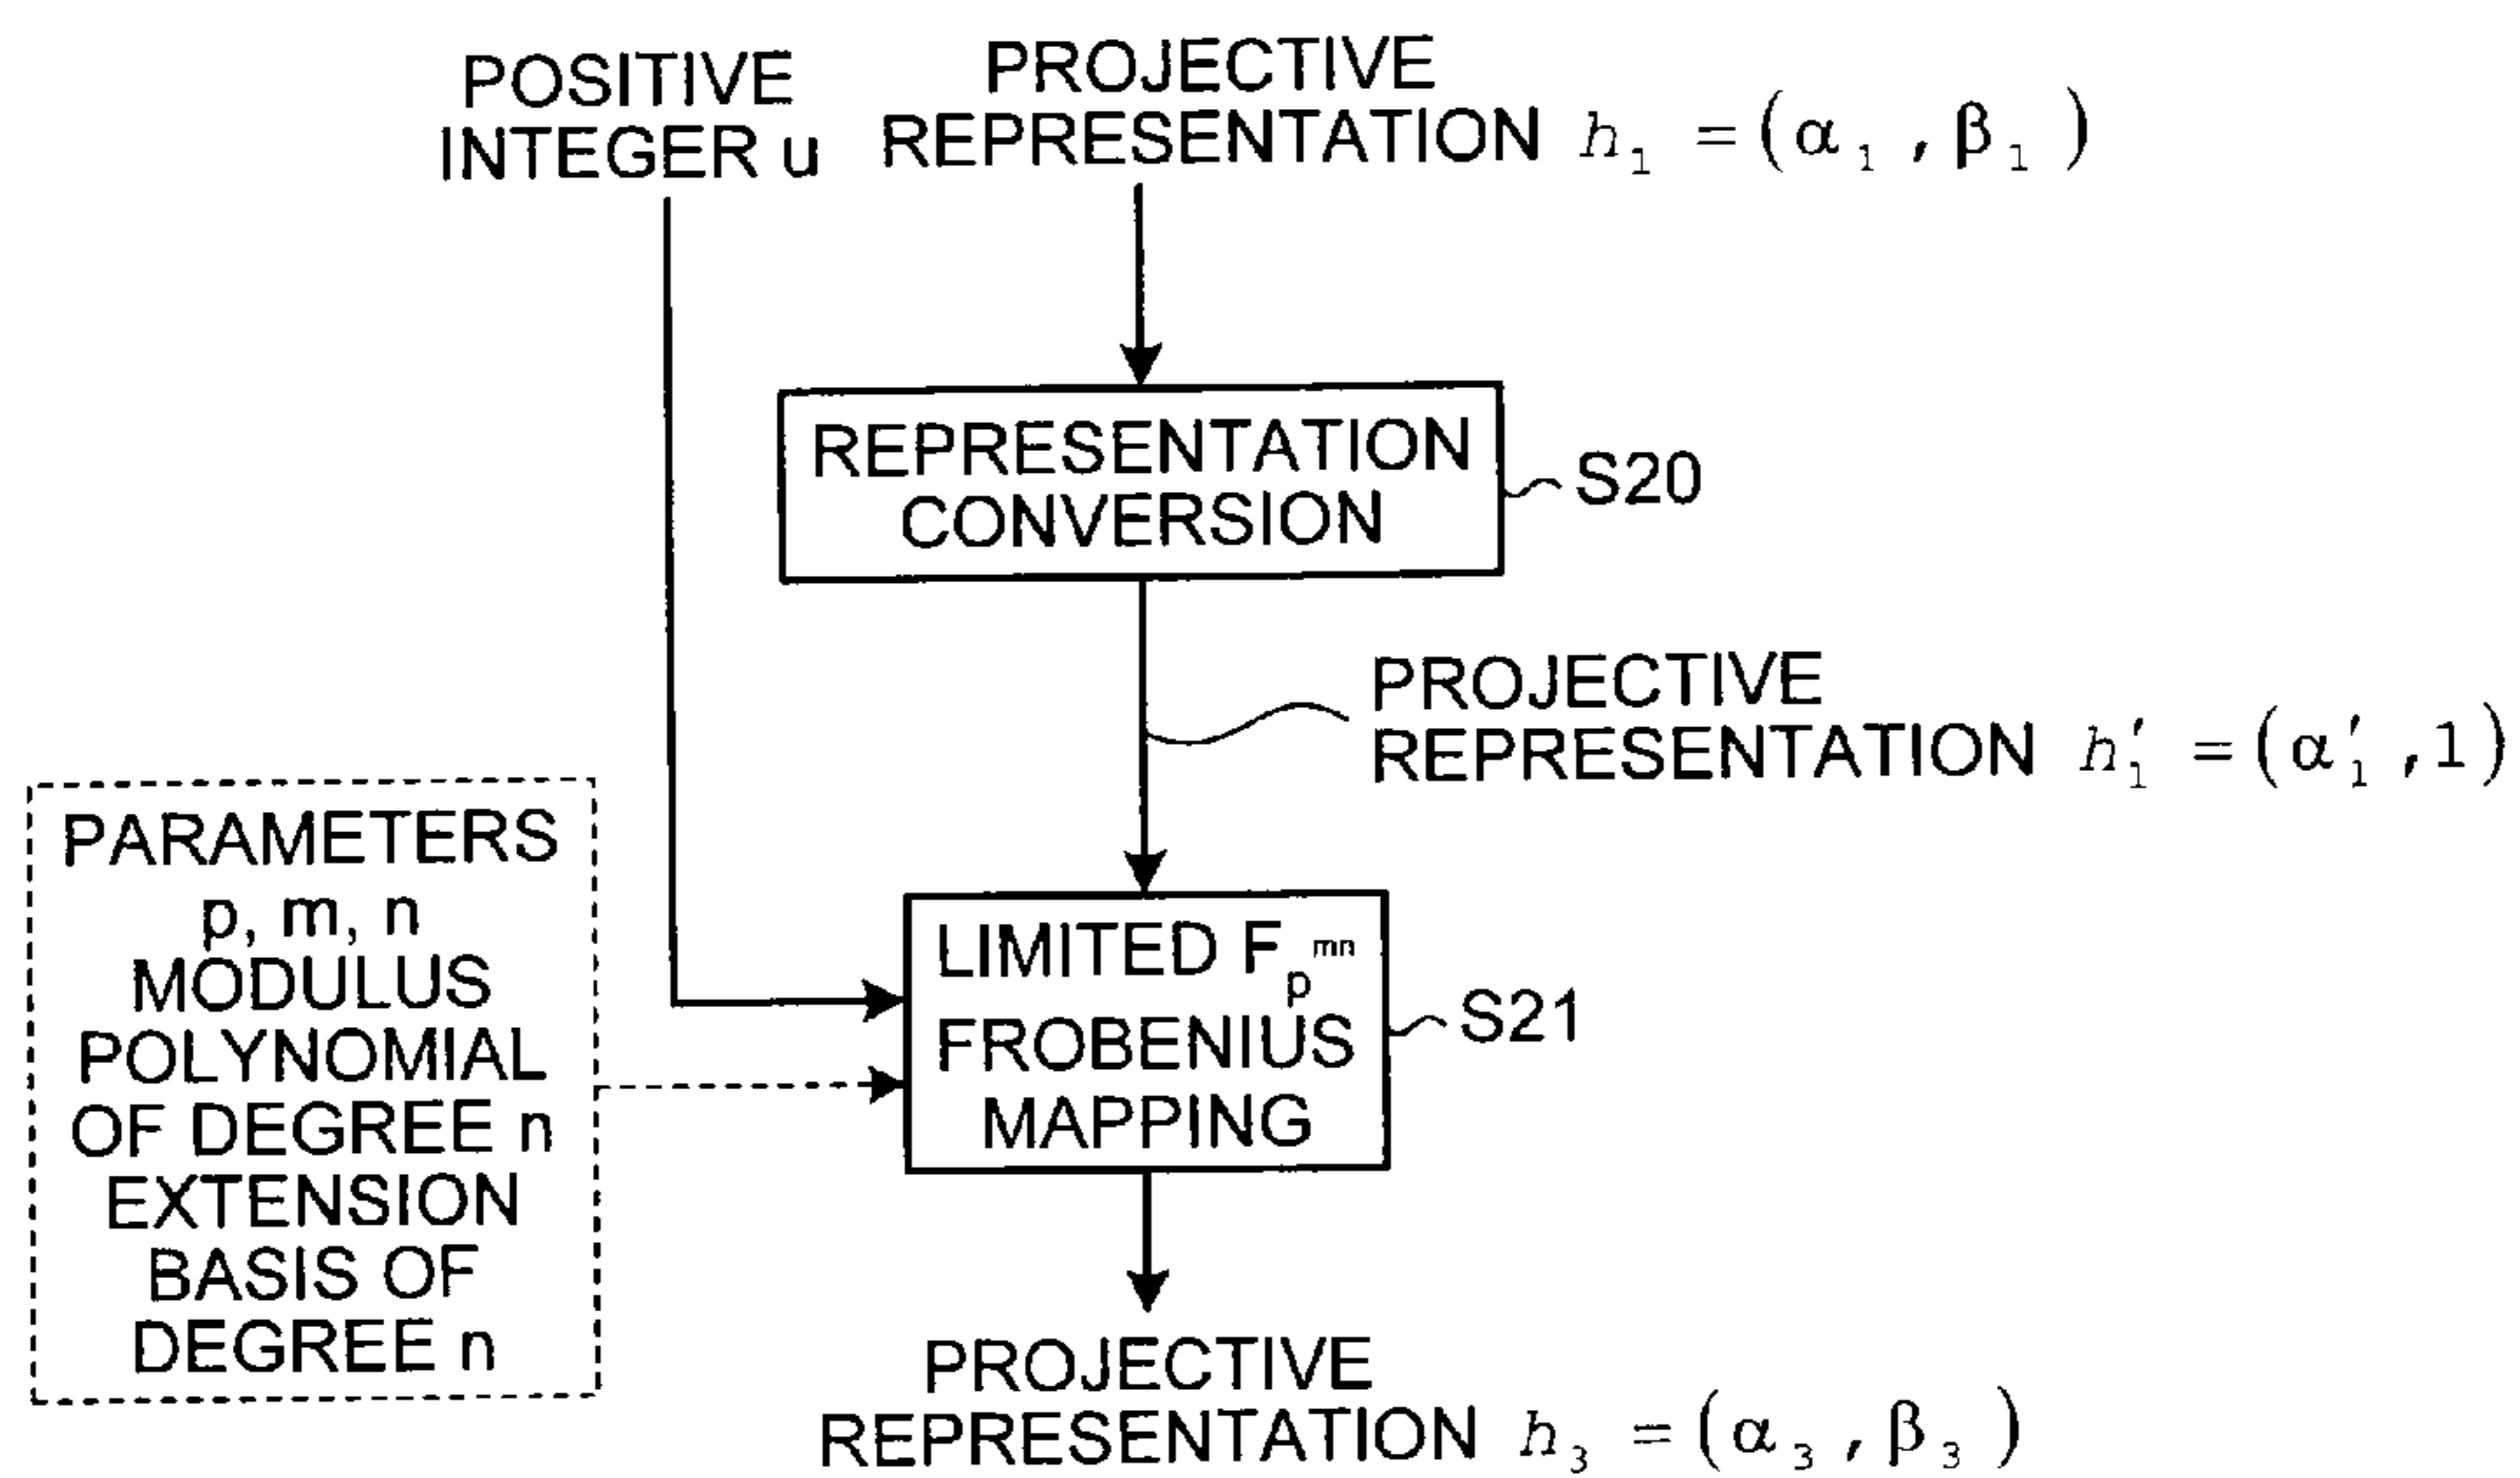 POSITIVE
INTEGER u
PROJECTIVE
REPRESENTATION h₁ = (α₁, β₁)
REPRESENTATION
CONVERSION
S20
PROJECTIVE
REPRESENTATION h′₁ = (α′₁, 1)
PARAMETERS
p, m, n
MODULUS
POLYNOMIAL
OF DEGREE n
EXTENSION
BASIS OF
DEGREE n
LIMITED F_p^mn
FROBENIUS
MAPPING
S21
PROJECTIVE
REPRESENTATION h₃ = (α₃, β₃)